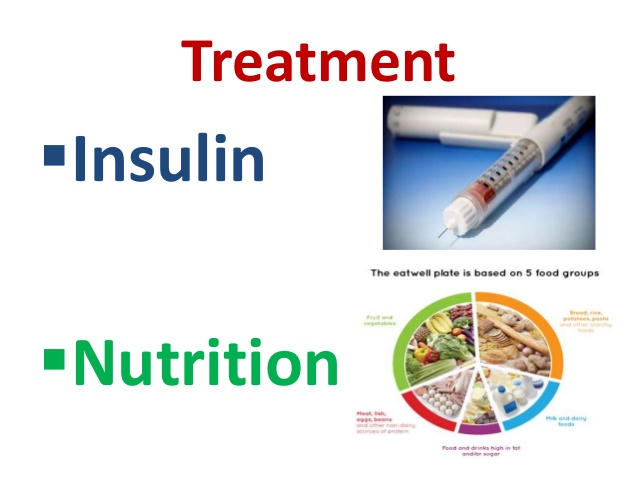 Treatment
▪Insulin
▪Nutrition
The eatwell plate is based on 5 food groups
Fruit and
vegetables
Bread, rice,
potatoes, pasta
and other starchy
foods
Meat, fish,
eggs, beans
and other non-dairy
sources of protein
Milk and dairy
foods
Food and drinks high in fat
and/or sugar